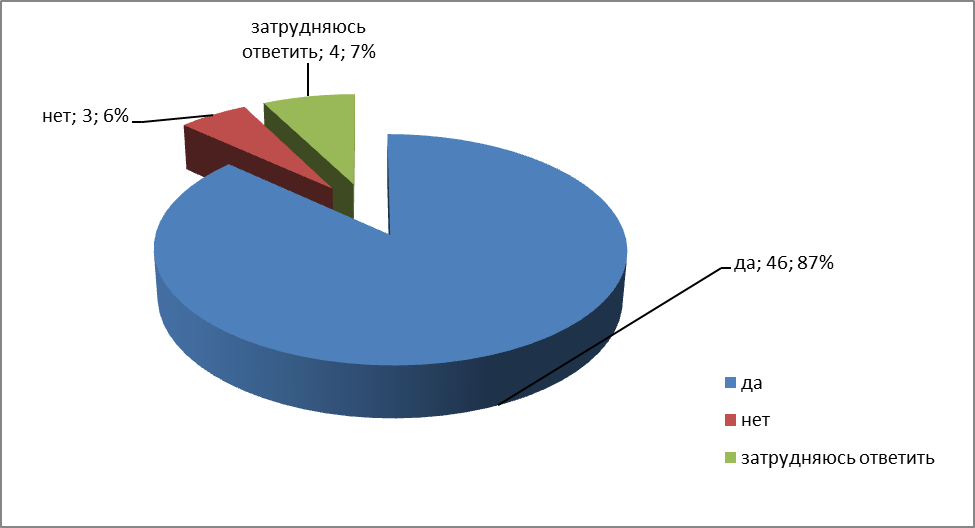 затрудняюсь
ответить; 4; 7%
нет; 3; 6%
да; 46; 87%
да
нет
затрудняюсь ответить